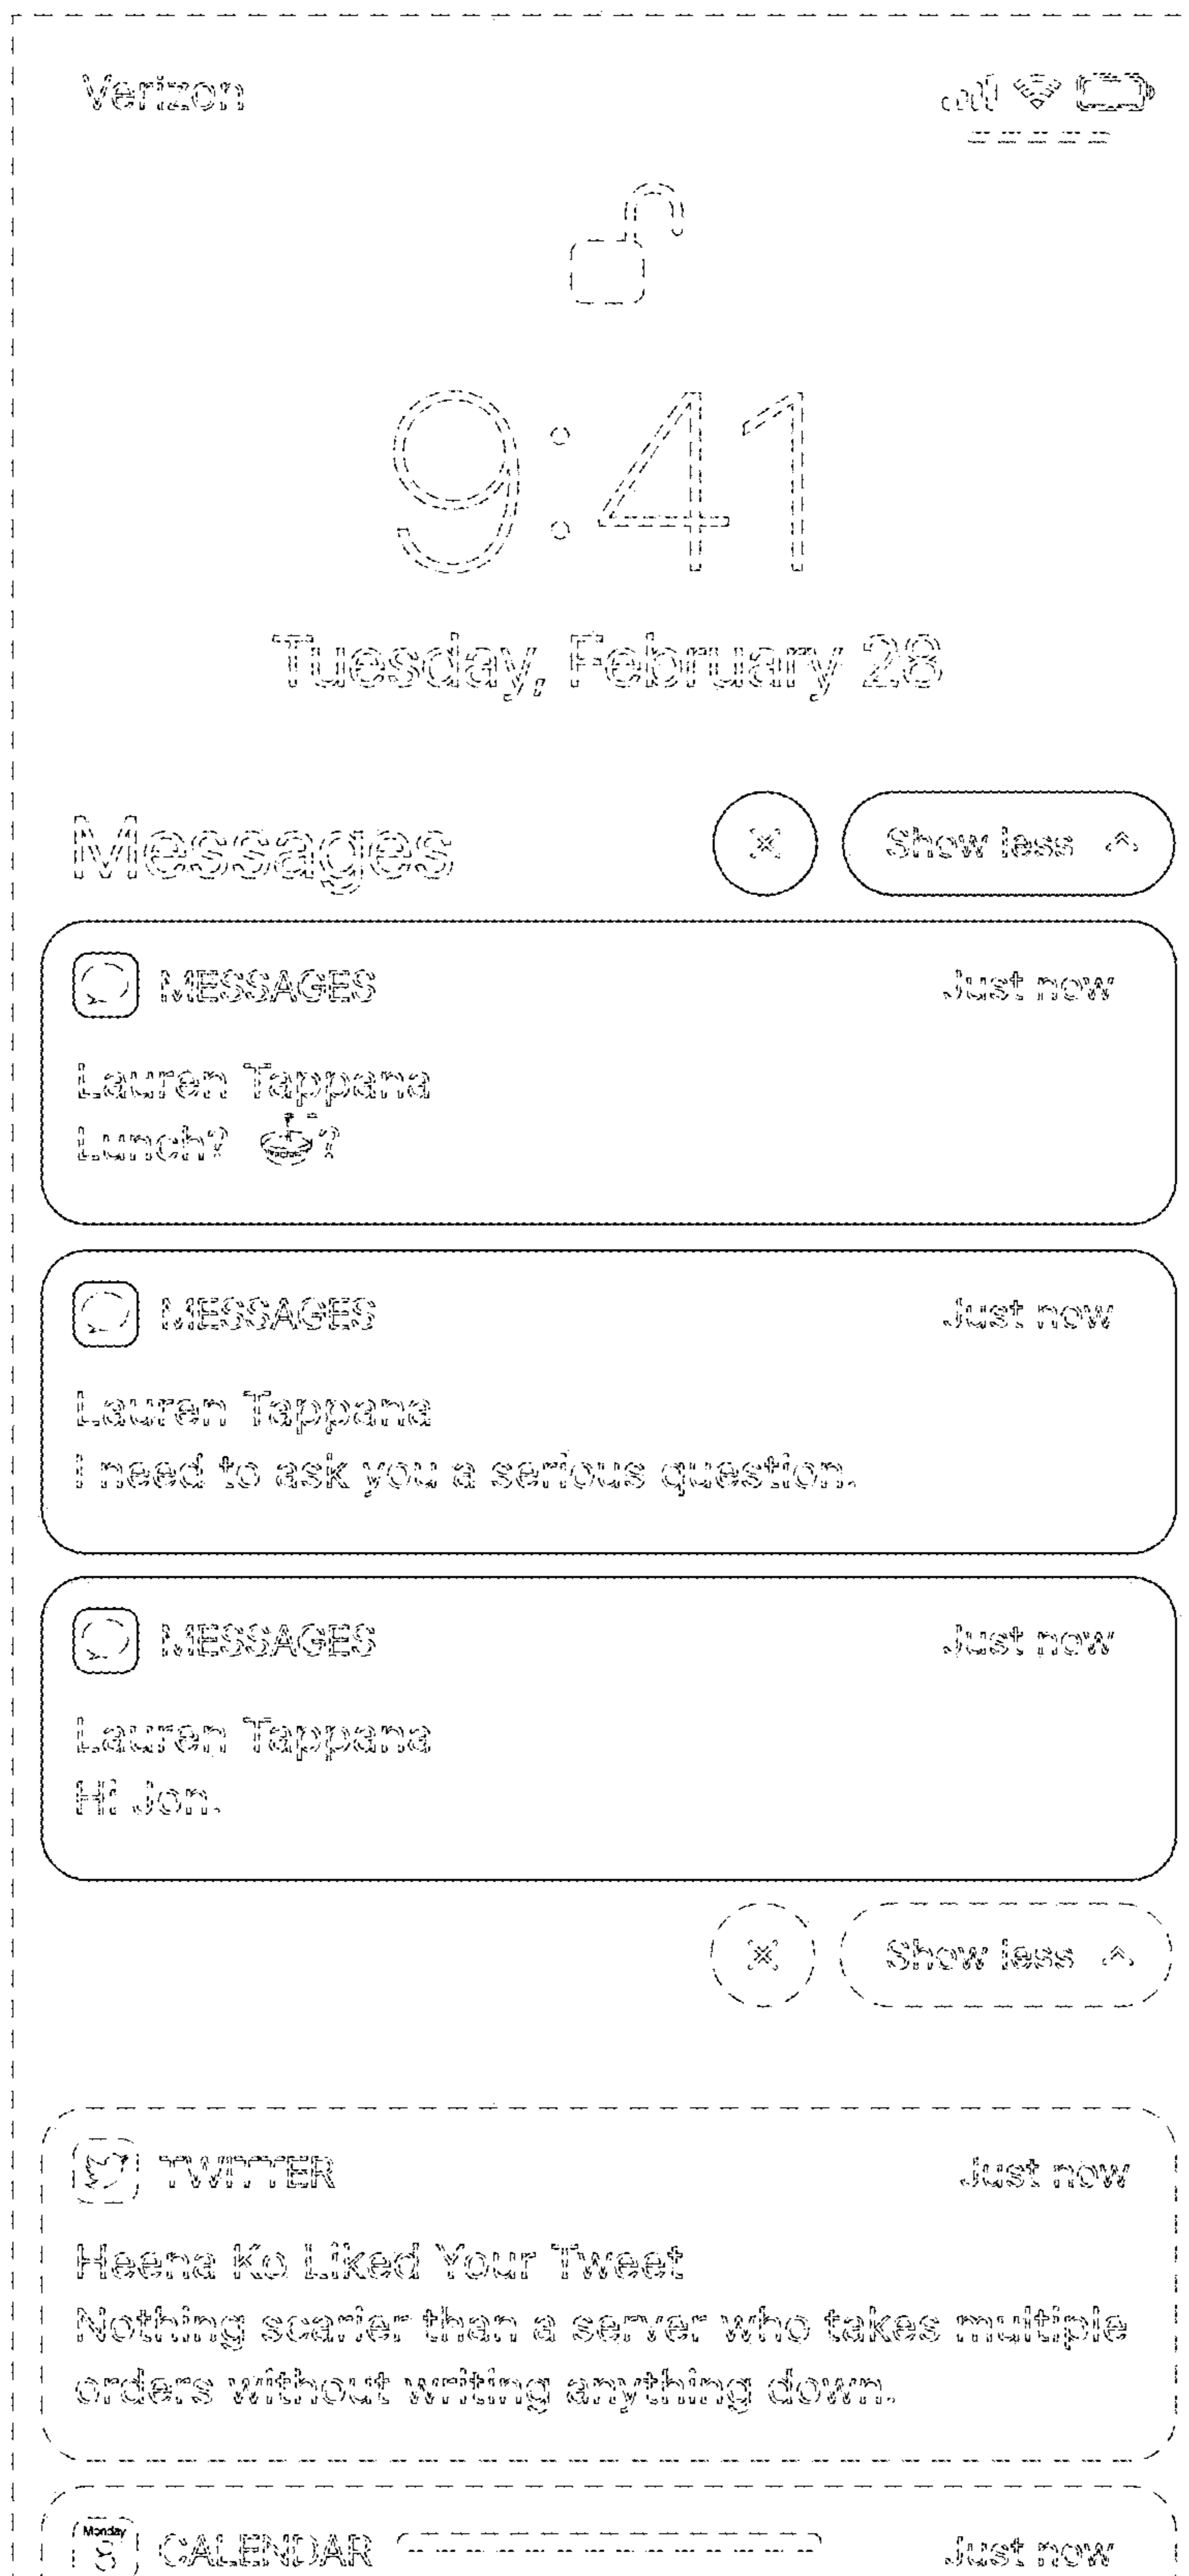 Verizon
9:41
Tuesday, February 28
Messages
Show less
MESSAGES
Just now
Lauren Tappana
Lunch? ?
MESSAGES
Just now
Lauren Tappana
I need to ask you a serious question.
MESSAGES
Just now
Lauren Tappana
Hi Jon.
Show less
TWITTER
Just now
Heena Ko Liked Your Tweet
Nothing scarier than a server who takes multiple
orders without writing anything down.
Monday
CALENDAR
Just now